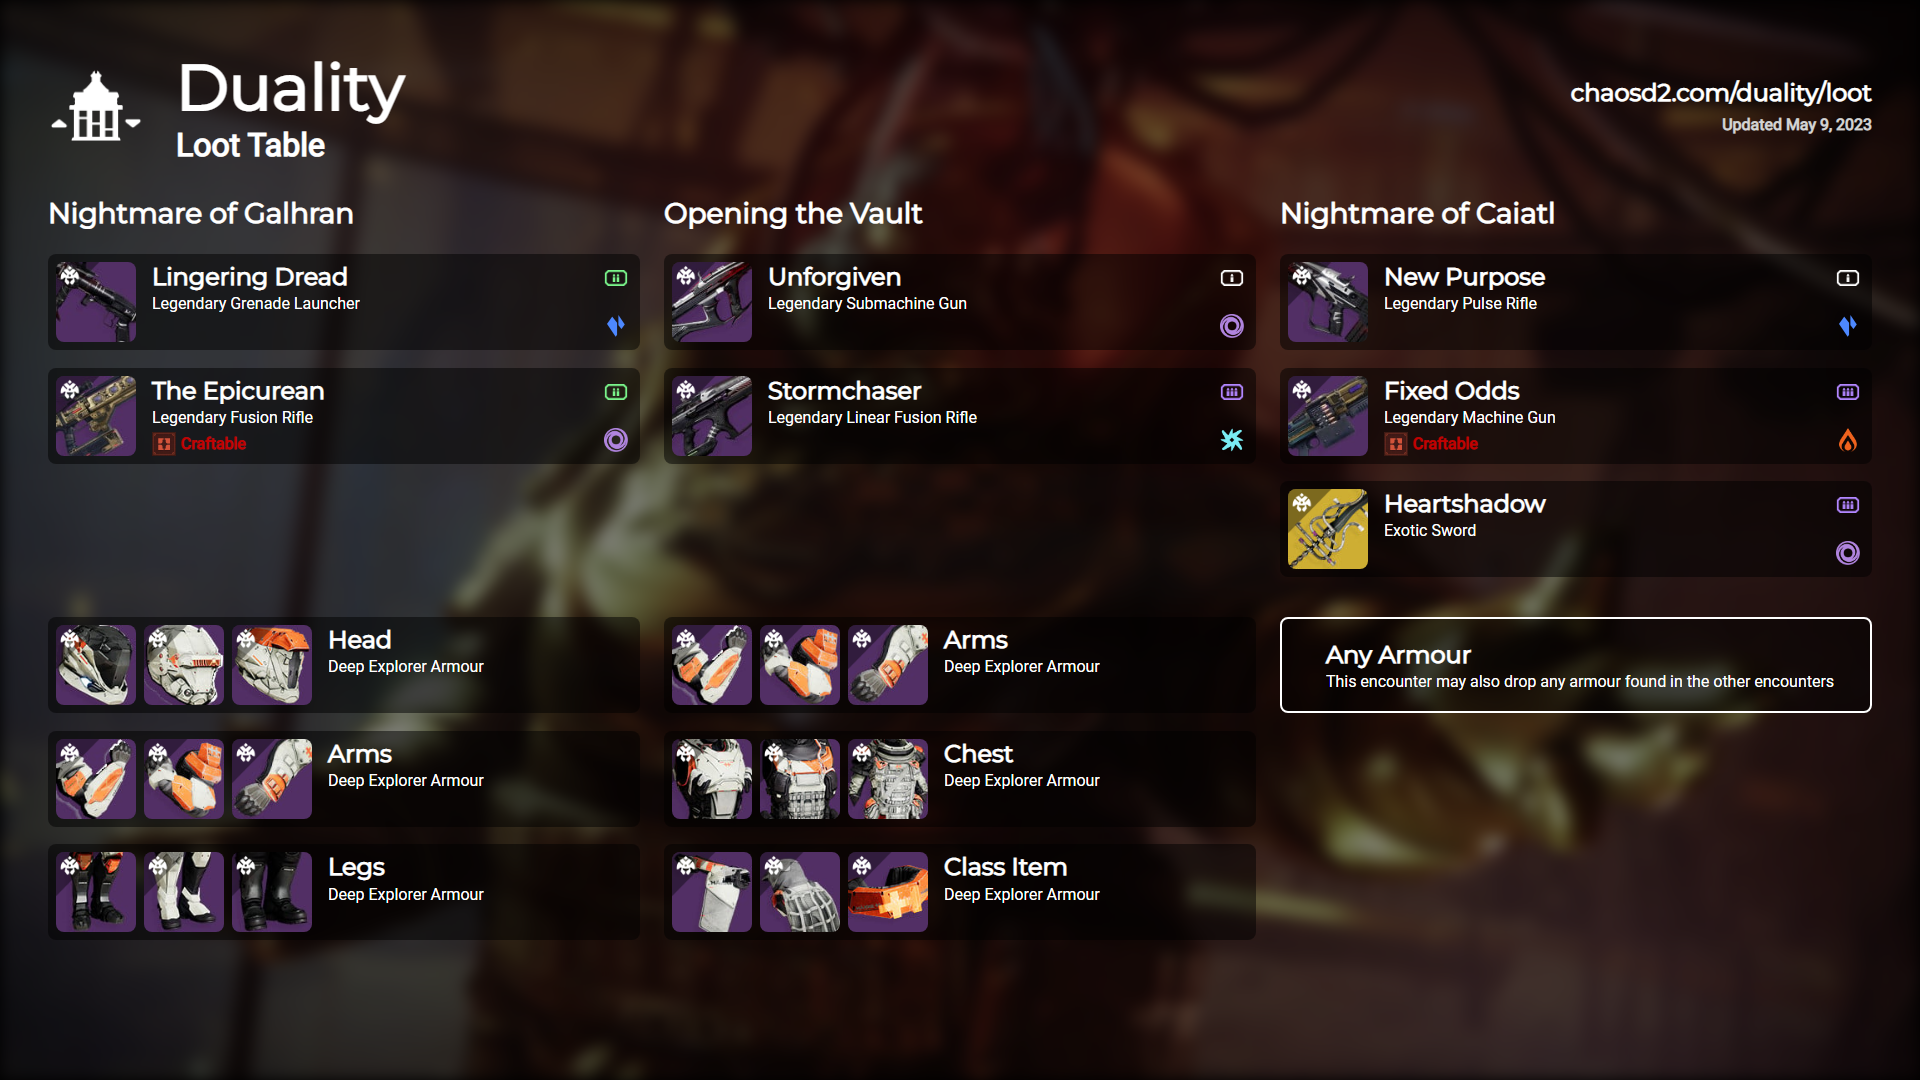 Duality
Loot Table
chaosd2.com/duality/loot
Updated May 9, 2023
Nightmare of Galhran
Lingering Dread
Legendary Grenade Launcher
The Epicurean
Legendary Fusion Rifle
Craftable
Head
Deep Explorer Armour
Arms
Deep Explorer Armour
Legs
Deep Explorer Armour
Opening the Vault
Unforgiven
Legendary Submachine Gun
Stormchaser
Legendary Linear Fusion Rifle
Arms
Deep Explorer Armour
Chest
Deep Explorer Armour
Class Item
Deep Explorer Armour
Nightmare of Caiatl
New Purpose
Legendary Pulse Rifle
Fixed Odds
Legendary Machine Gun
Craftable
Heartshadow
Exotic Sword
Any Armour
This encounter may also drop any armour found in the other encounters